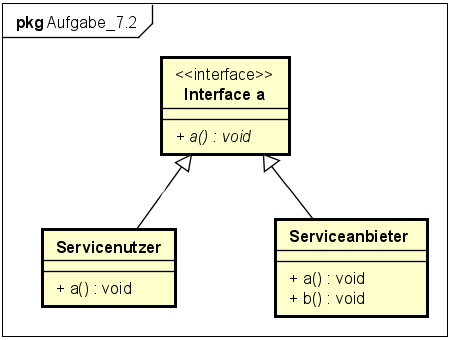 pkg Aufgabe_7.2
<<interface>>
Interface a
+ a() : void
Servicenutzer
+ a() : void
Serviceanbieter
+ a() : void
+ b() : void